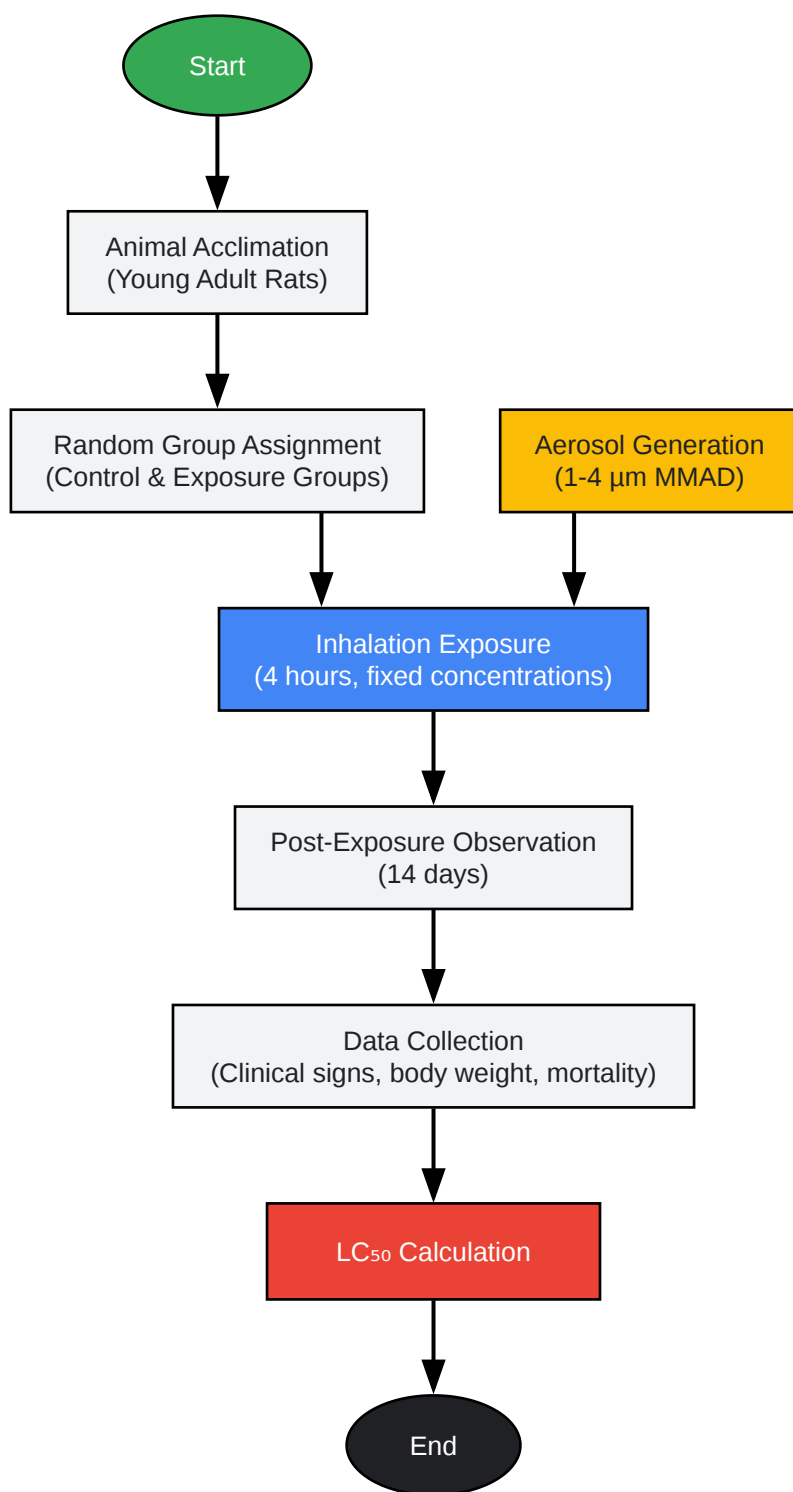 Start
Animal Acclimation
(Young Adult Rats)
Random Group Assignment
(Control & Exposure Groups)
Aerosol Generation
(1-4 µm MMAD)
Inhalation Exposure
(4 hours, fixed concentrations)
Post-Exposure Observation
(14 days)
Data Collection
(Clinical signs, body weight, mortality)
LC₅₀ Calculation
End